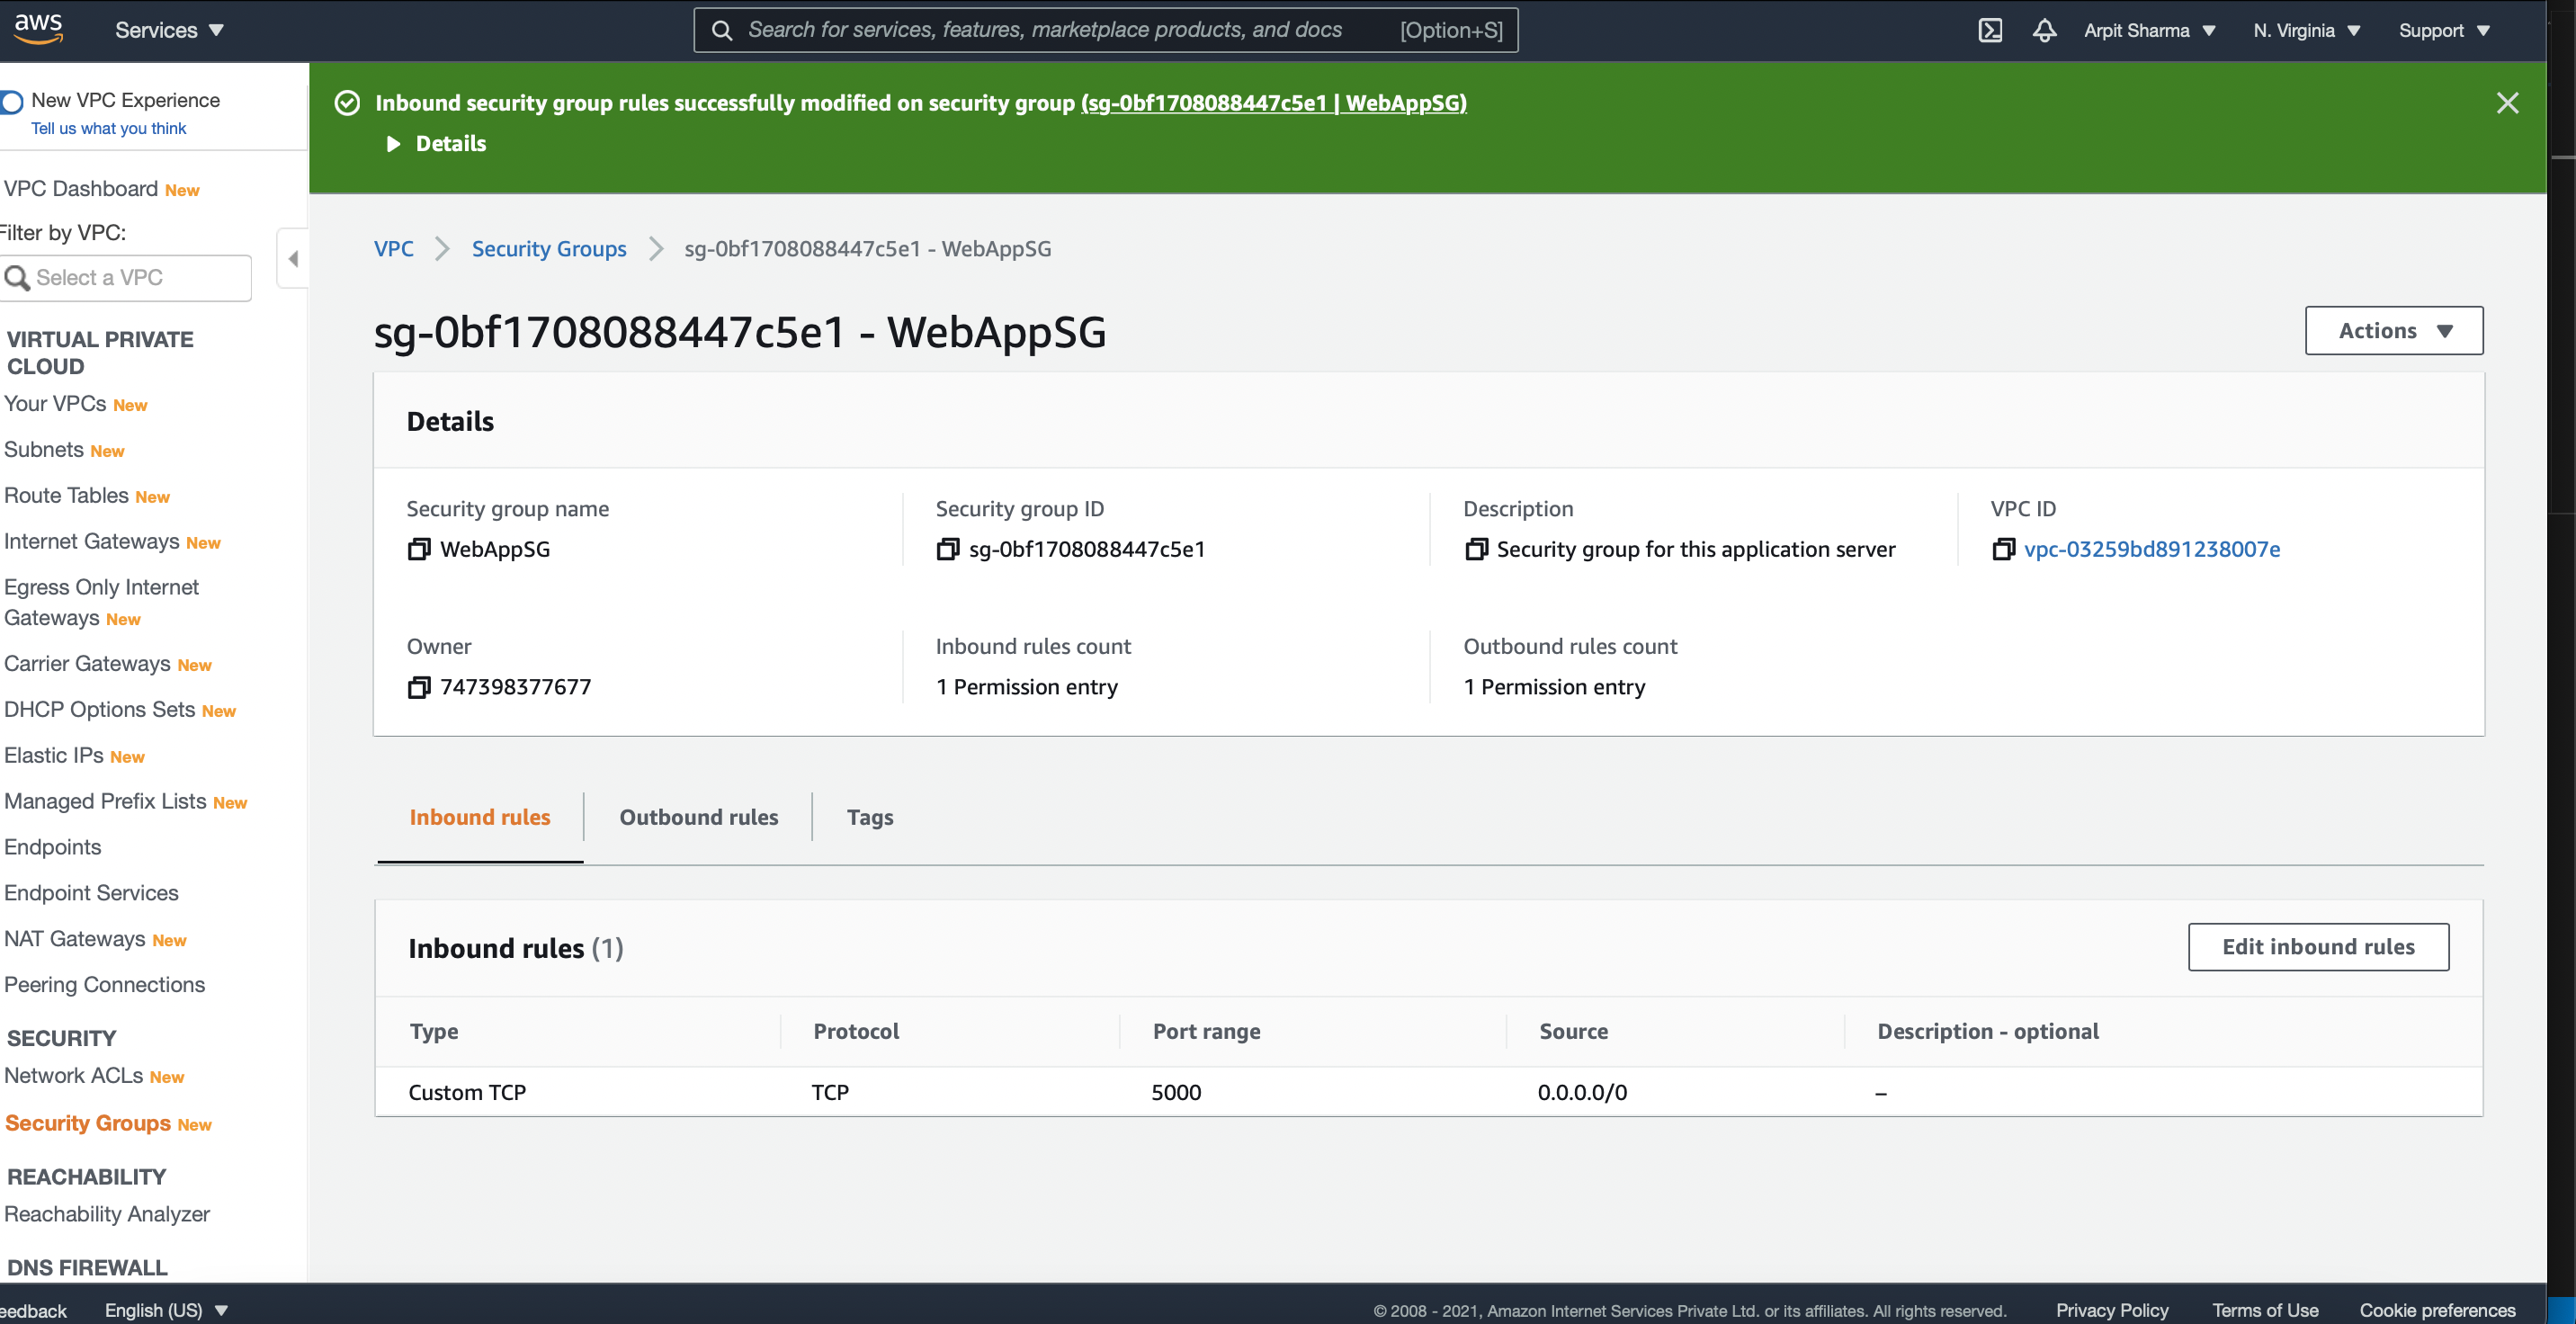 aws
Services
Search for services, features, marketplace products, and docs [Option+S]
Arpit Sharma
N. Virginia
Support
New VPC Experience
Tell us what you think
Inbound security group rules successfully modified on security group (sg-0bf1708088447c5e1 | WebAppSG)
Details
VPC Dashboard New
Filter by VPC:
Select a VPC
VIRTUAL PRIVATE
CLOUD
Your VPCs New
Subnets New
Route Tables New
Internet Gateways New
Egress Only Internet
Gateways New
Carrier Gateways New
DHCP Options Sets New
Elastic IPs New
Managed Prefix Lists New
Endpoints
Endpoint Services
NAT Gateways New
Peering Connections
SECURITY
Network ACLs New
Security Groups New
REACHABILITY
Reachability Analyzer
DNS FIREWALL
VPC
Security Groups
sg-0bf1708088447c5e1 - WebAppSG
sg-0bf1708088447c5e1 - WebAppSG
Actions
Details
Security group name
WebAppSG
Security group ID
sg-0bf1708088447c5e1
Description
Security group for this application server
VPC ID
vpc-03259bd891238007e
Owner
747398377677
Inbound rules count
1 Permission entry
Outbound rules count
1 Permission entry
Inbound rules
Outbound rules
Tags
Inbound rules (1)
Edit inbound rules
Type Protocol Port range Source Description - optional
Custom TCP TCP 5000 0.0.0.0/0 –
eedback
English (US)
© 2008 - 2021, Amazon Internet Services Private Ltd. or its affiliates. All rights reserved.
Privacy Policy
Terms of Use
Cookie preferences